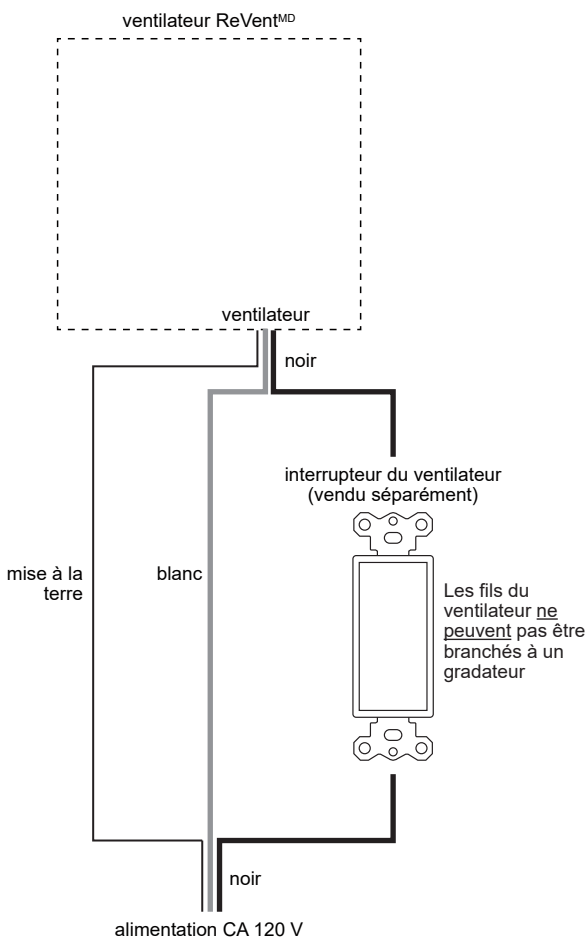 ventilateur ReVentᴹᴰ
ventilateur
noir
interrupteur du ventilateur
(vendu séparément)
mise à la
terre
blanc
Les fils du
ventilateur ne
peuvent pas être
branchés à un
gradateur
noir
alimentation CA 120 V